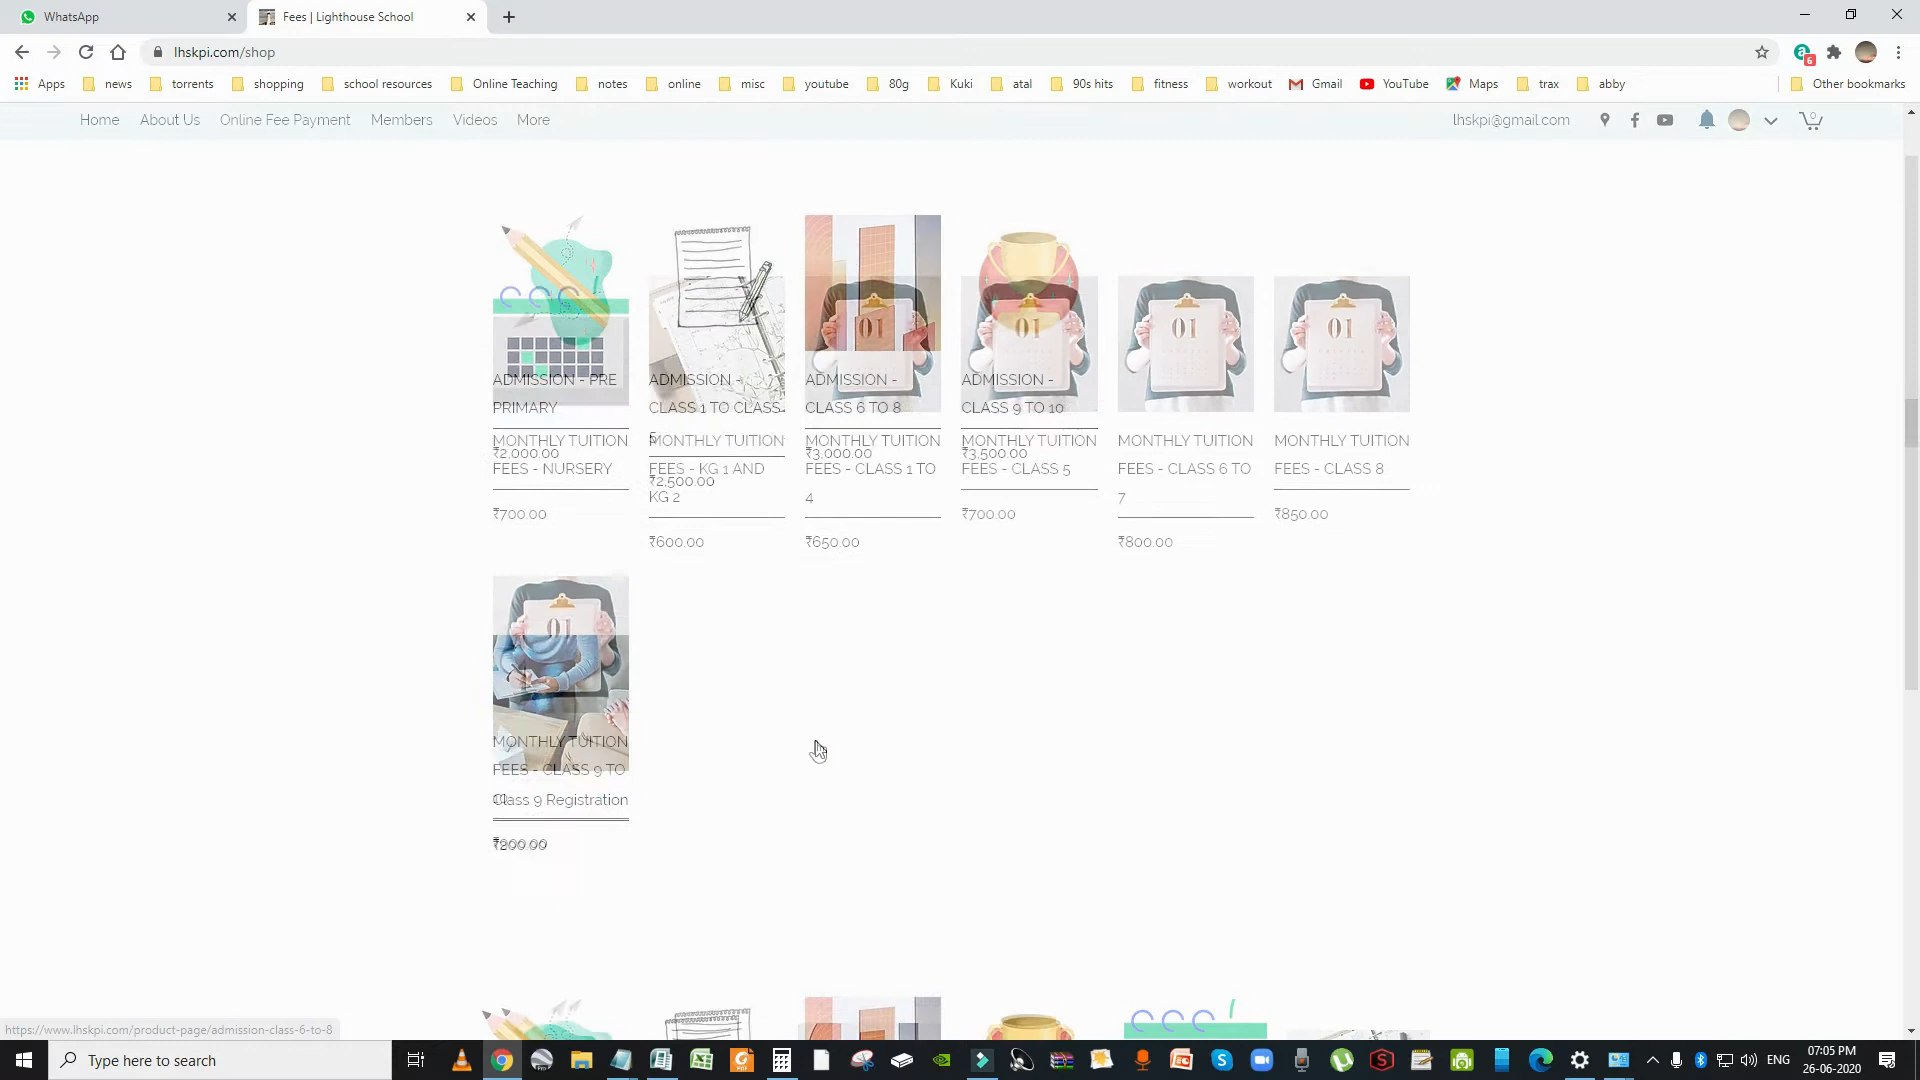 WhatsApp
Fees | Lighthouse School
lhskpi.com/shop
6
Apps
news
torrents
shopping
school resources
Online Teaching
notes
online
misc
youtube
80g
Kuki
atal
90s hits
fitness
workout
Gmail
YouTube
Maps
trax
abby
Other bookmarks
Home
About Us
Online Fee Payment
Members
Videos
More
lhskpi@gmail.com
0
01
01
01
01
ADMISSION - PRE
PRIMARY
₹2,000.00
ADMISSION -
CLASS 1 TO CLASS
5
₹2,500.00
ADMISSION -
CLASS 6 TO 8
₹3,000.00
ADMISSION -
CLASS 9 TO 10
₹3,500.00
MONTHLY TUITION
FEES - NURSERY
₹700.00
MONTHLY TUITION
FEES - KG 1 AND
KG 2
₹600.00
MONTHLY TUITION
FEES - CLASS 1 TO
4
₹650.00
MONTHLY TUITION
FEES - CLASS 5
₹700.00
MONTHLY TUITION
FEES - CLASS 6 TO
7
₹800.00
MONTHLY TUITION
FEES - CLASS 8
₹850.00
01
MONTHLY TUITION
FEES - CLASS 9 TO
Class 9 Registration
https://www.lhskpi.com/product-page/admission-class-6-to-8
Type here to search
ENG
07:05 PM
26-06-2020